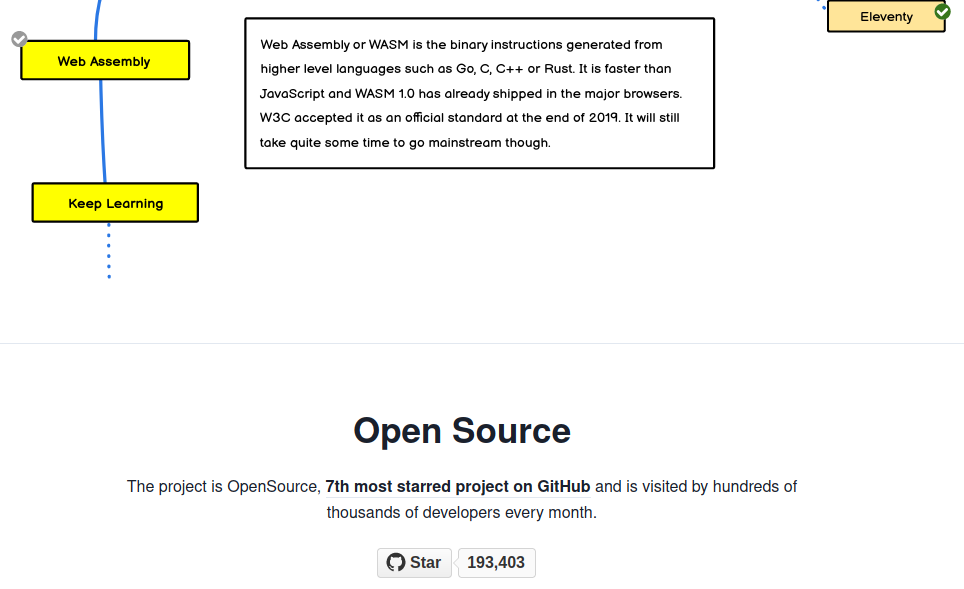 Eleventy
Web Assembly
Web Assembly or WASM is the binary instructions generated from
higher level languages such as Go, C, C++ or Rust. It is faster than
JavaScript and WASM 1.0 has already shipped in the major browsers.
W3C accepted it as an official standard at the end of 2019. It will still
take quite some time to go mainstream though.
Keep Learning
Open Source
The project is OpenSource, 7th most starred project on GitHub and is visited by hundreds of
thousands of developers every month.
Star 193,403